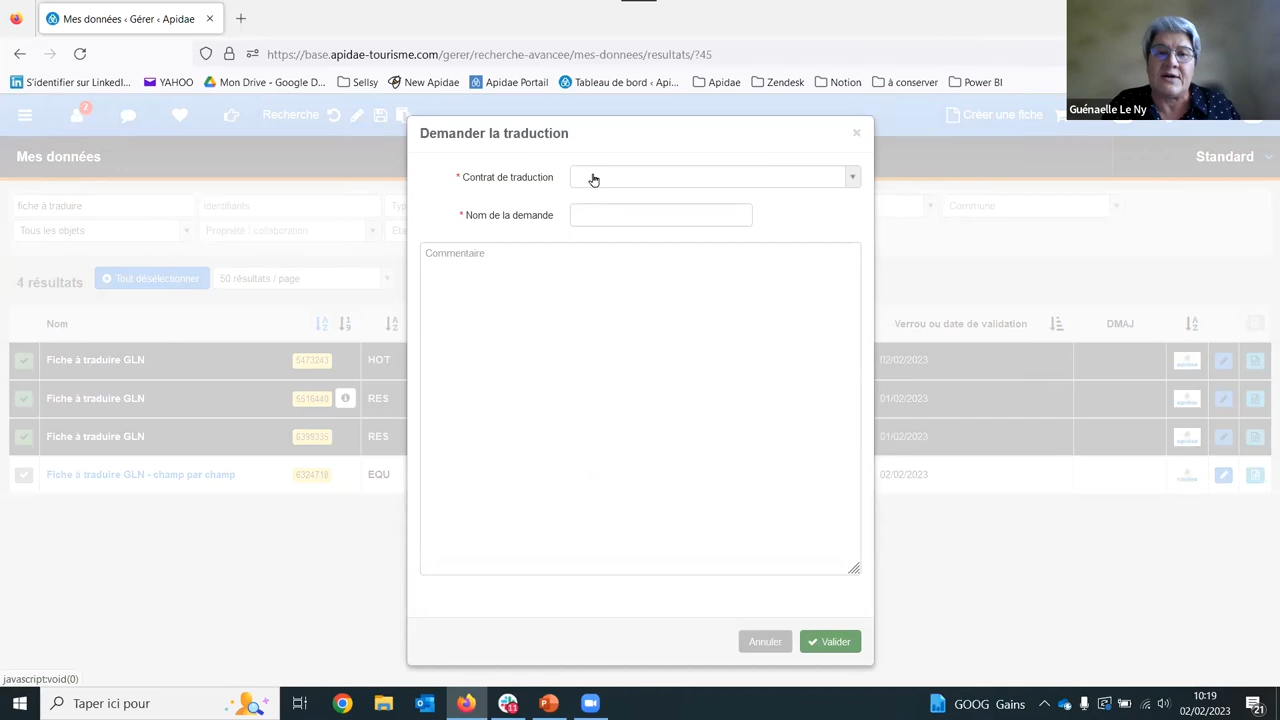 Mes données ‹ Gérer ‹ Apidae
https://base.apidae-tourisme.com/gerer/recherche-avancee/mes-donnees/resultats/?45
S'identifier sur LinkedI... YAHOO Mon Drive - Google D... Sellsy New Apidae Apidae Portail Tableau de bord ‹ Api... Apidae Zendesk Notion à conserver Power BI
Guénaelle Le Ny
2
Recherche
Créer une fiche
Mes données
Standard
Demander la traduction
* Contrat de traduction
* Nom de la demande
Commentaire
fiche à traduire
Identifiants
Commune
Tous les objets
Propriété / collaboration
4 résultats
Tout désélectionner
50 résultats / page
Nom
Verrou ou date de validation
DMAJ
Fiche à traduire GLN 5473243 HOT 02/02/2023
Fiche à traduire GLN 5516440 RES 01/02/2023
Fiche à traduire GLN 6399335 RES 01/02/2023
Fiche à traduire GLN - champ par champ 6324710 EQU 02/02/2023
Annuler
Valider
javascript:void(0)
Taper ici pour
GOOG Gains
10:19
02/02/2023
21